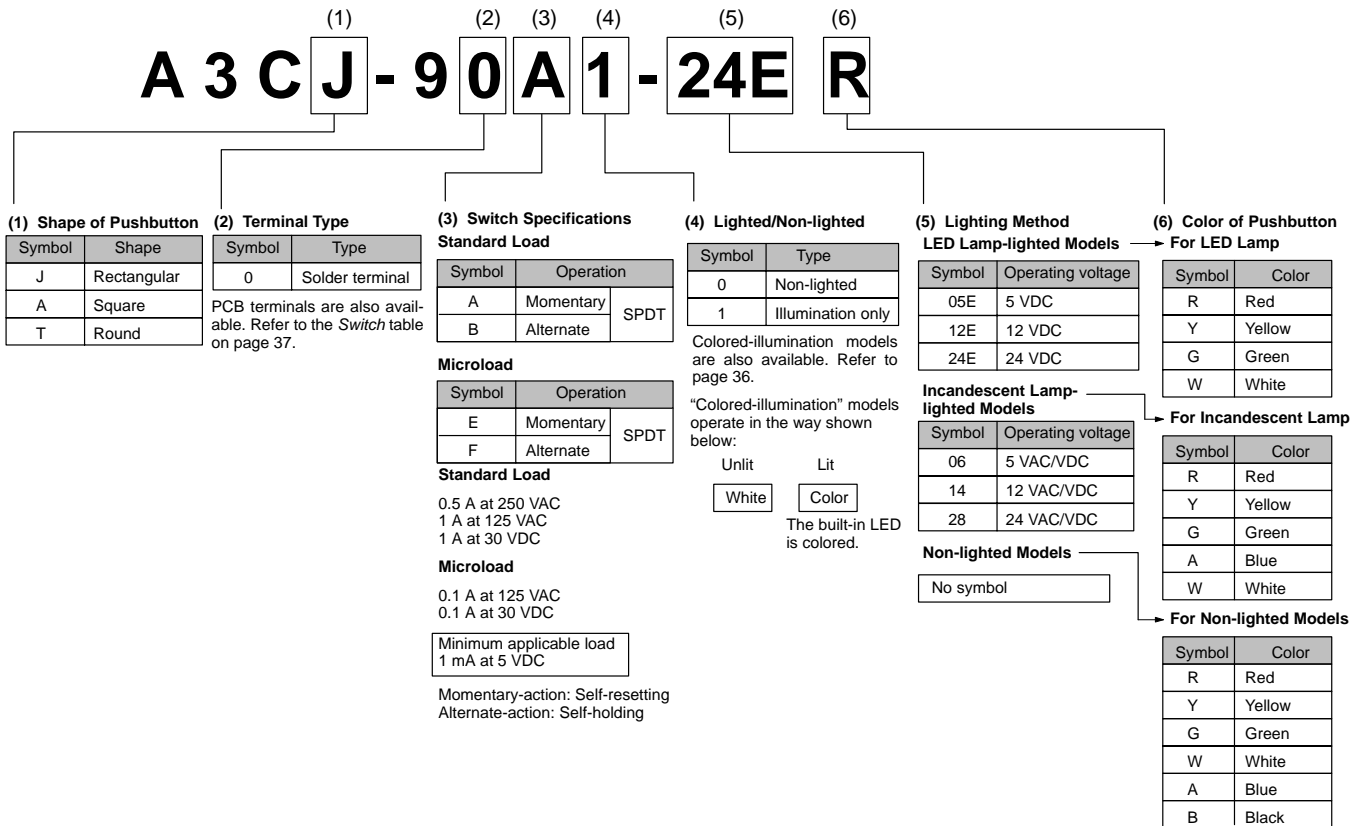 (1) (2) (3) (4) (5) (6)
A3CJ-90A1-24E R
(1) Shape of Pushbutton
Symbol Shape
J Rectangular
A Square
T Round
(2) Terminal Type
Symbol Type
0 Solder terminal
PCB terminals are also avail-
able. Refer to the Switch table
on page 37.
(3) Switch Specifications
Standard Load
Symbol Operation
A Momentary SPDT
B Alternate
Microload
Symbol Operation
E Momentary SPDT
F Alternate
Standard Load
0.5 A at 250 VAC
1 A at 125 VAC
1 A at 30 VDC
Microload
0.1 A at 125 VAC
0.1 A at 30 VDC
Minimum applicable load
1 mA at 5 VDC
Momentary-action: Self-resetting
Alternate-action: Self-holding
(4) Lighted/Non-lighted
Symbol Type
0 Non-lighted
1 Illumination only
Colored-illumination models
are also available. Refer to
page 36.
“Colored-illumination” models
operate in the way shown
below:
Unlit Lit
White Color
The built-in LED
is colored.
(5) Lighting Method
LED Lamp-lighted Models
Symbol Operating voltage
05E 5 VDC
12E 12 VDC
24E 24 VDC
Incandescent Lamp-
lighted Models
Symbol Operating voltage
06 5 VAC/VDC
14 12 VAC/VDC
28 24 VAC/VDC
Non-lighted Models
No symbol
(6) Color of Pushbutton
For LED Lamp
Symbol Color
R Red
Y Yellow
G Green
W White
For Incandescent Lamp
Symbol Color
R Red
Y Yellow
G Green
A Blue
W White
For Non-lighted Models
Symbol Color
R Red
Y Yellow
G Green
W White
A Blue
B Black